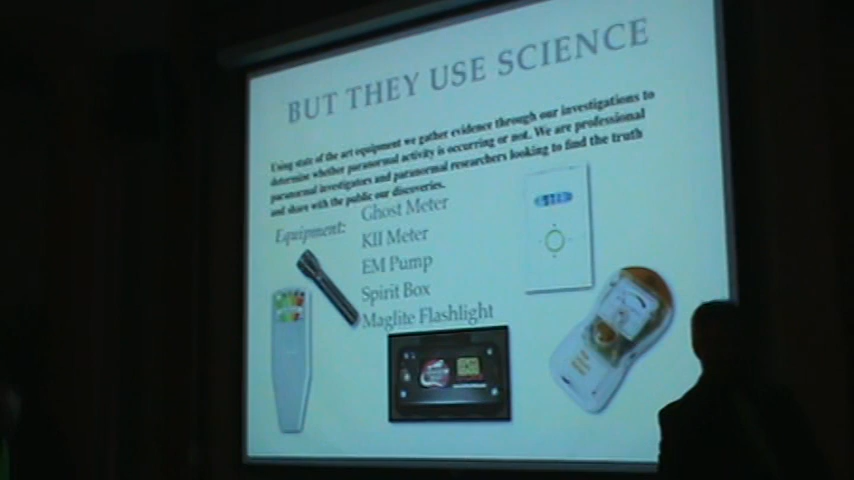 BUT THEY USE SCIENCE
Using state of the art equipment we gather evidence through our investigations to
determine whether paranormal activity is occurring or not. We are professional
paranormal investigators and paranormal researchers looking to find the truth
and share with the public our discoveries.
Equipment:
Ghost Meter
KII Meter
EM Pump
Spirit Box
Maglite Flashlight